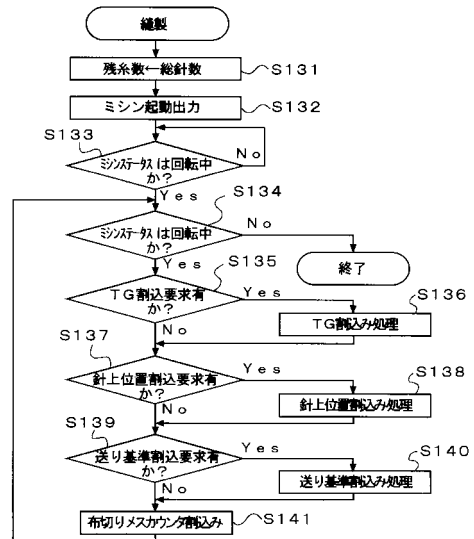 縫製
残糸数←総針数
S131
ミシン起動出力
S132
S133
ミシンステータスは回転中
か?
No
Yes
S134
ミシンステータスは回転中
か?
No
Yes
終了
S135
TG割込要求有
か?
Yes
No
S136
TG割込み処理
S137
針上位置割込要求有
か?
Yes
No
S138
針上位置割込み処理
S139
送り基準割込要求有
か?
Yes
No
S140
送り基準割込み処理
布切りメスカウンタ割込み
S141